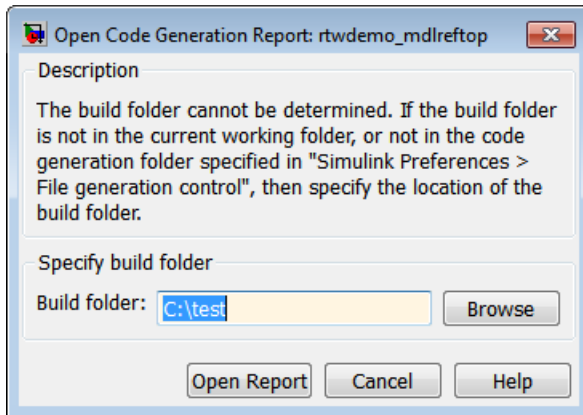 Open Code Generation Report: rtwdemo_mdlreftop
Description
The build folder cannot be determined. If the build folder
is not in the current working folder, or not in the code
generation folder specified in "Simulink Preferences >
File generation control", then specify the location of the
build folder.
Specify build folder
Build folder: C:\test Browse
Open Report Cancel Help